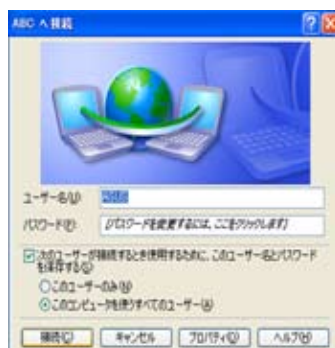 ABC へ接続
ユーザー名(U):
パスワード(P): [パスワードを変更するには、ここをクリックします]
次のユーザーが接続するとき使用するために、このユーザー名とパスワード
を保存する(S):
このユーザーのみ(N)
このコンピュータを使うすべてのユーザー(A)
接続(C) キャンセル プロパティ(O) ヘルプ(H)